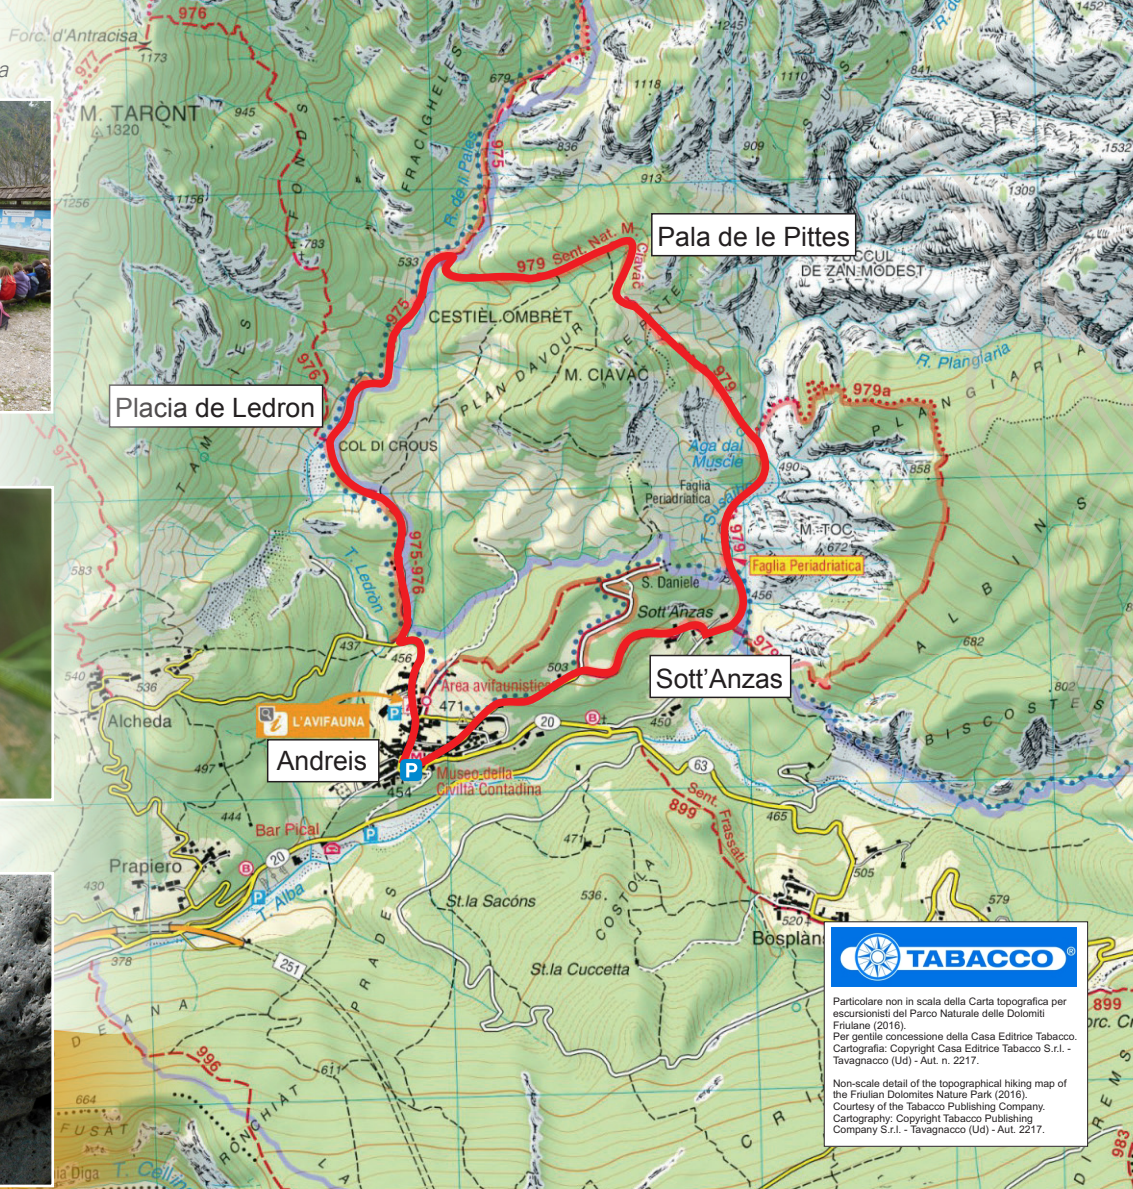 976
Forc. d'Antracisa
1173
977
M. TARÒNT
1320
945
1156
1256
783
FRACIGHELES
679
R. de li Pales
975
836
1245
1118
1110
909
913
841
1452
1532
1309
533
979 Sent. Nat. M. Ciavac
Pala de le Pittes
DE ZAN MODEST
975
CESTIÈL OMBRÈT
PLAN DAVOUR
M. CIAVAC
976
979
R. Plangiaria
979a
PLANGIARIA
Placia de Ledron
COL DI CROUS
Aga dal
Muscle
490
858
Faglia
Periadriatica
977
T. Susaibes
M. TOC
672
979
975-976
T. Ledròn
Faglia Periadriatica
583
S. Daniele
456
Sott'Anzas
ALBINS
682
437
456
979
503
540
536
Sott'Anzas
Area avifaunistica
802
471
Alcheda
L'AVIFAUNA
P
20
B
450
BISCOSTES
Andreis
P
Museo della
Civiltà Contadina
497
454
63
Sent. Frassati
899
444
Bar Pical
P
465
471
Prapiero
20
B
505
430
P
T. Alba
St.la Sacóns
536
COSTOLA
579
520
Bosplàns
378
251
PRADES
St.la Cuccetta
DEANA
996
611
664
FUSAT
RONCHIAT
899
983
TABACCO®
Particolare non in scala della Carta topografica per
escursionisti del Parco Naturale delle Dolomiti
Friulane (2016).
Per gentile concessione della Casa Editrice Tabacco.
Cartografia: Copyright Casa Editrice Tabacco S.r.l. -
Tavagnacco (Ud) - Aut. n. 2217.
Non-scale detail of the topographical hiking map of
the Friulian Dolomites Nature Park (2016).
Courtesy of the Tabacco Publishing Company.
Cartography: Copyright Tabacco Publishing
Company S.r.l. - Tavagnacco (Ud) - Aut. 2217.